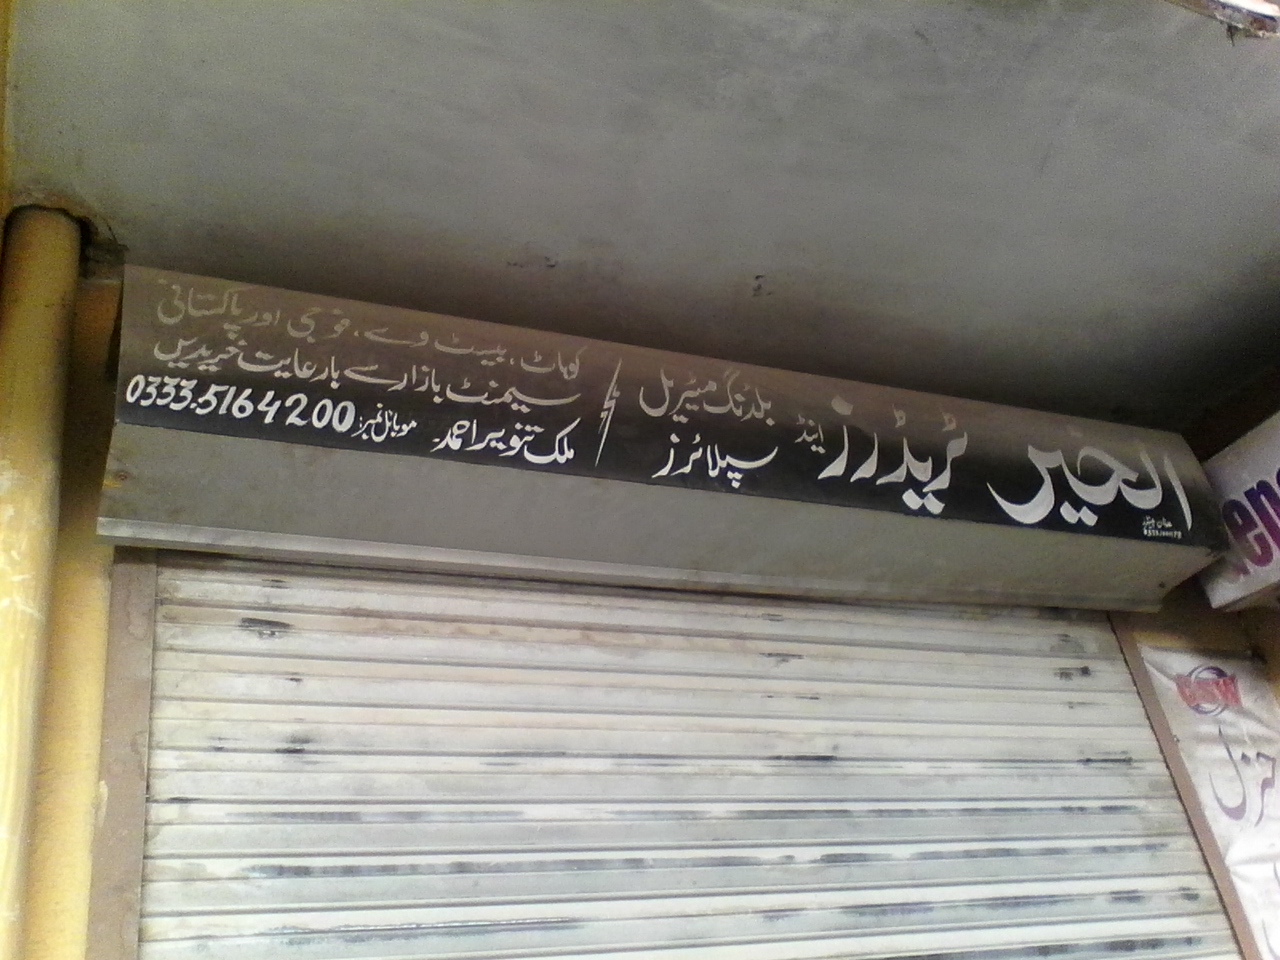 الخیر ٹریڈرز اینڈ
بلڈنگ میٹریل
سپلائرز
کوہاٹ، بیسٹ وے، فوجی اور پاکستانی
سیمنٹ بازار سے بارعایت خریدیں
ملک تنویر احمد موبائل نمبر: 0333.5164200
جنرل